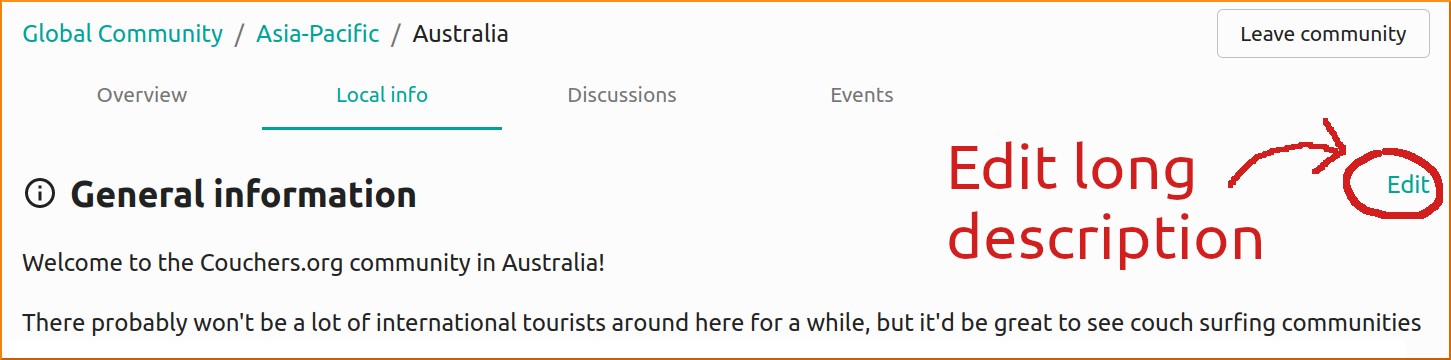 Global Community / Asia-Pacific / Australia
Leave community
Overview Local info Discussions Events
General information
Edit long
description
Edit
Welcome to the Couchers.org community in Australia!
There probably won't be a lot of international tourists around here for a while, but it'd be great to see couch surfing communities